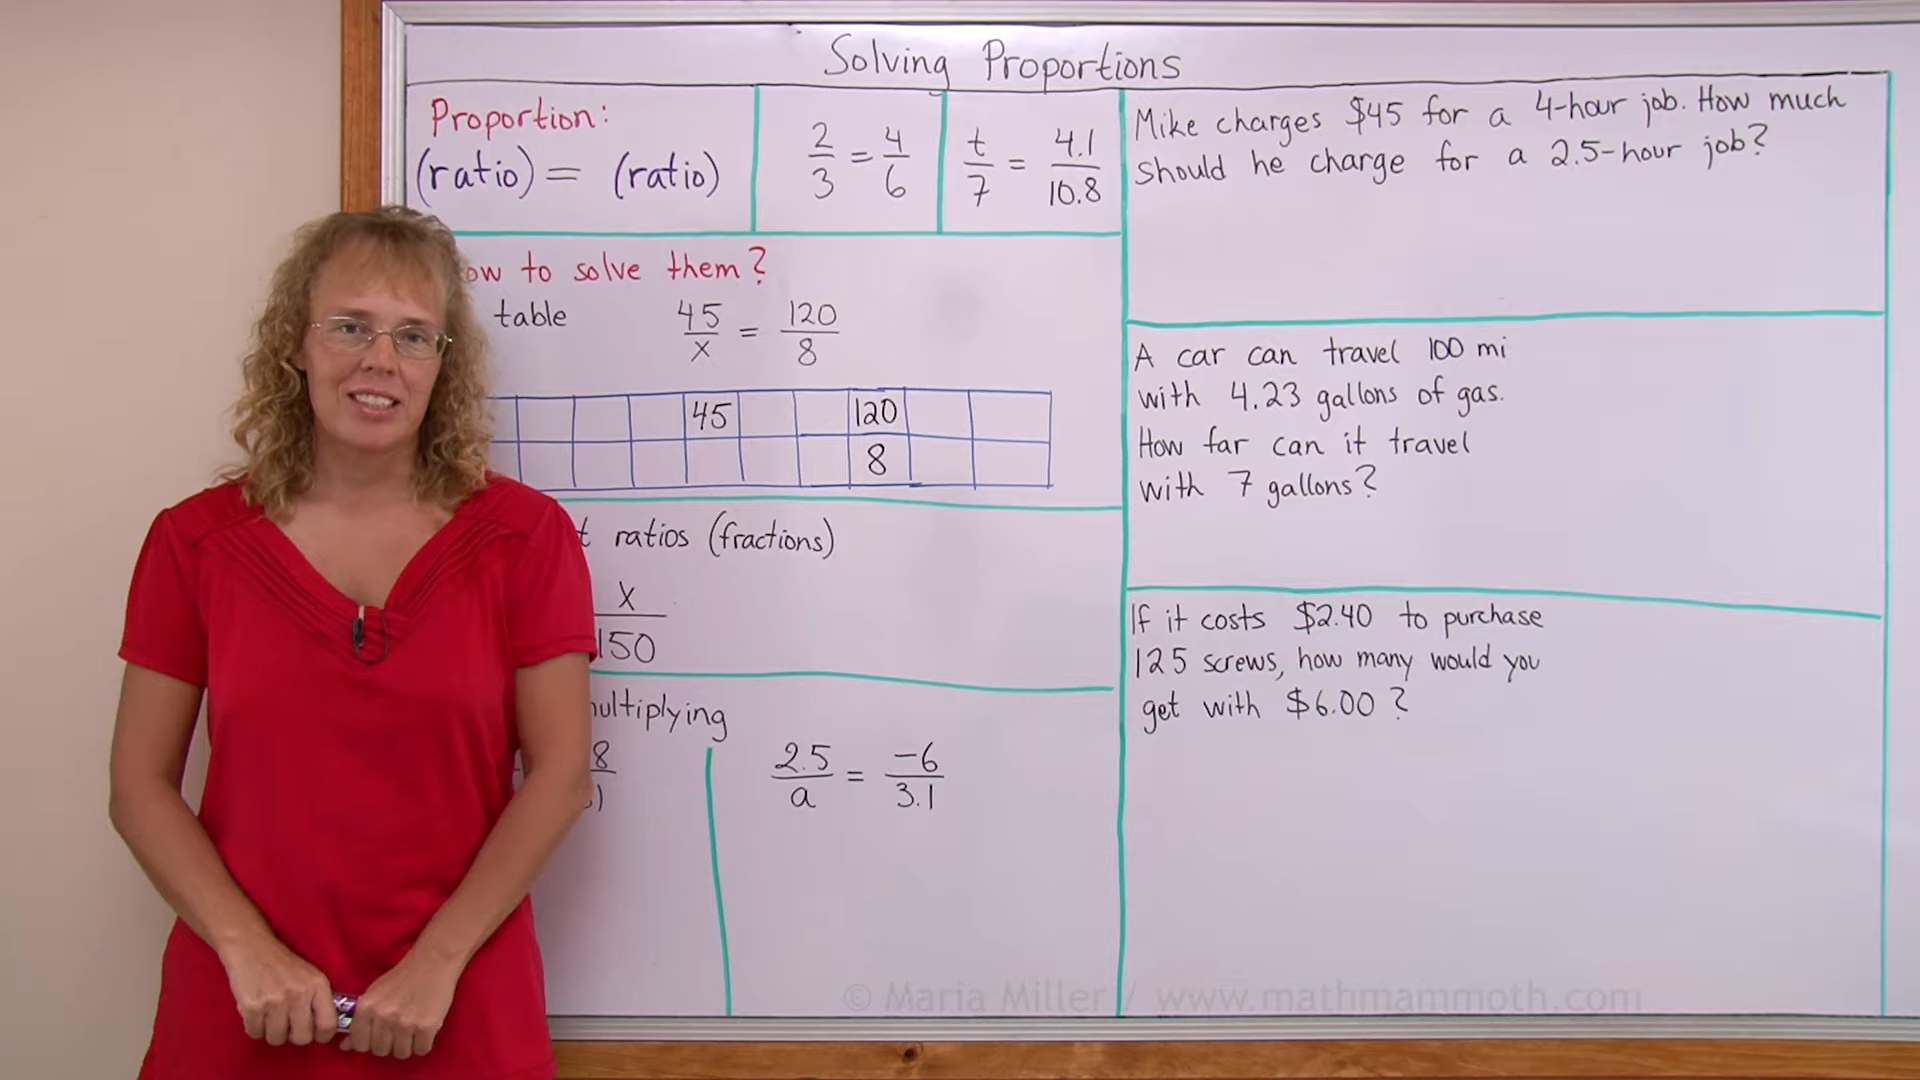 Solving Proportions
Proportion:
(ratio) = (ratio)
2/3 = 4/6
t/7 = 4.1/10.8
to solve them?
table
45/x = 120/8
45 120
8
ratios (fractions)
x
150
2.5/a = -6/3.1
8
Mike charges $45 for a 4-hour job. How much
should he charge for a 2.5-hour job?
A car can travel 100 mi
with 4.23 gallons of gas.
How far can it travel
with 7 gallons?
If it costs $2.40 to purchase
125 screws, how many would you
get with $6.00?
© Maria Miller / www.mathmammoth.com